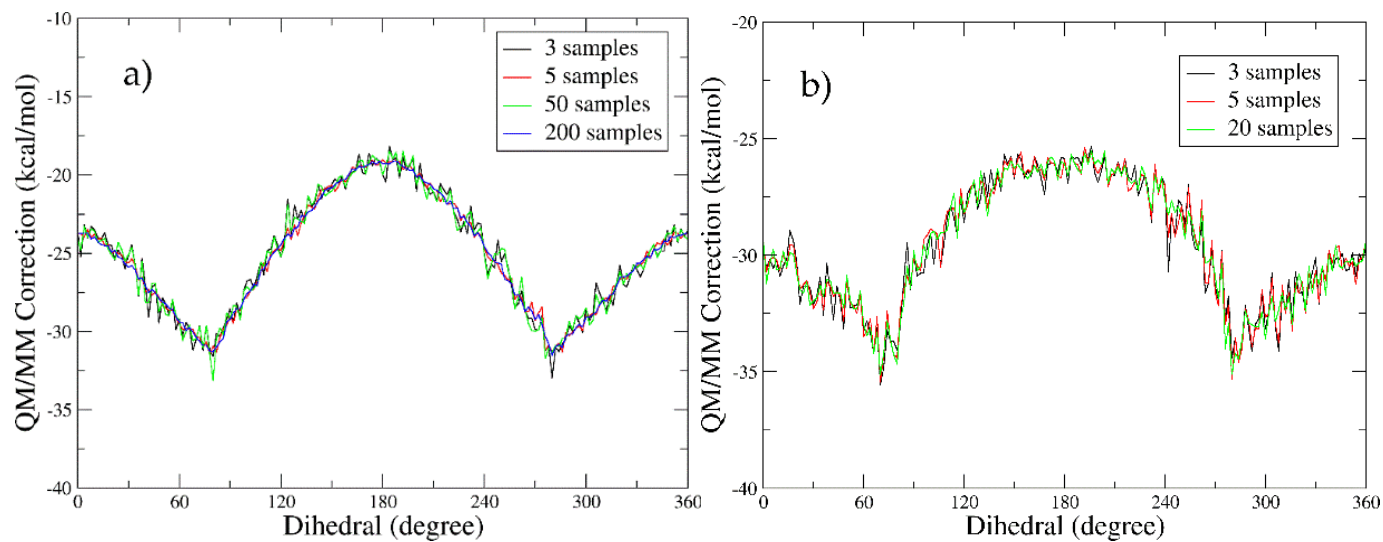 a)
3 samples
5 samples
50 samples
200 samples
-10
-15
-20
-25
-30
-35
-40
0
60
120
180
240
300
360
QM/MM Correction (kcal/mol)
Dihedral (degree)
b)
3 samples
5 samples
20 samples
-20
-25
-30
-35
-40
0
60
120
180
240
300
360
QM/MM Correction (kcal/mol)
Dihedral (degree)